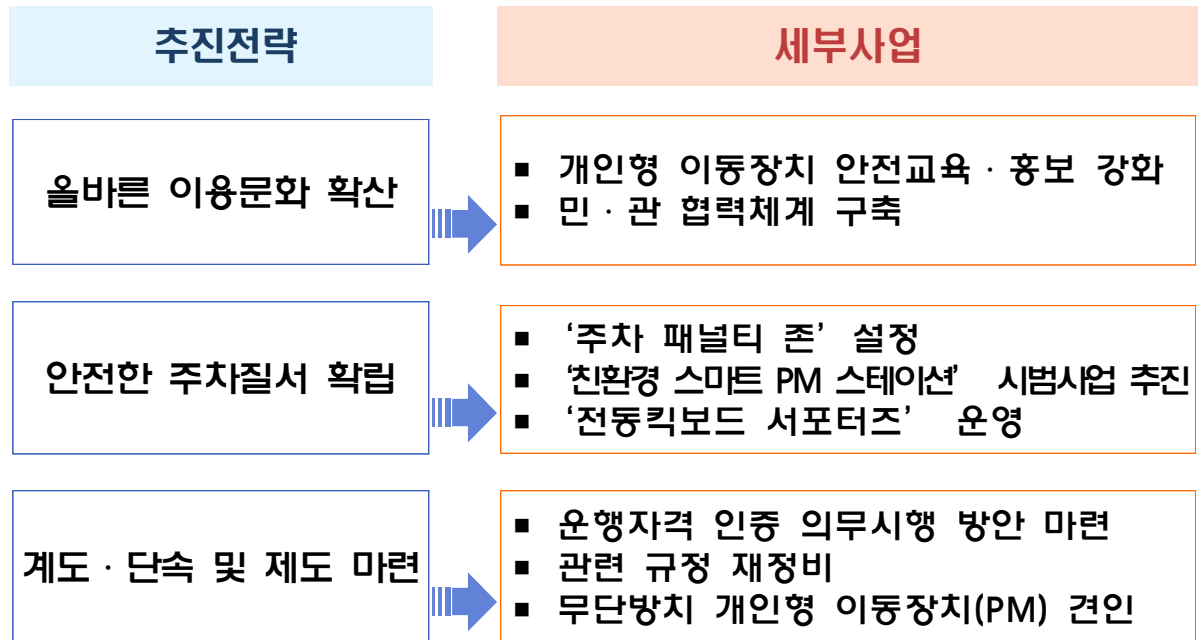 추진전략
세부사업
올바른 이용문화 확산
▪ 개인형 이동장치 안전교육·홍보 강화
▪ 민·관 협력체계 구축
안전한 주차질서 확립
▪ ‘주차 패널티 존’ 설정
▪ ‘친환경 스마트 PM 스테이션’ 시범사업 추진
▪ ‘전동킥보드 서포터즈’ 운영
계도·단속 및 제도 마련
▪ 운행자격 인증 의무시행 방안 마련
▪ 관련 규정 재정비
▪ 무단방치 개인형 이동장치(PM) 견인